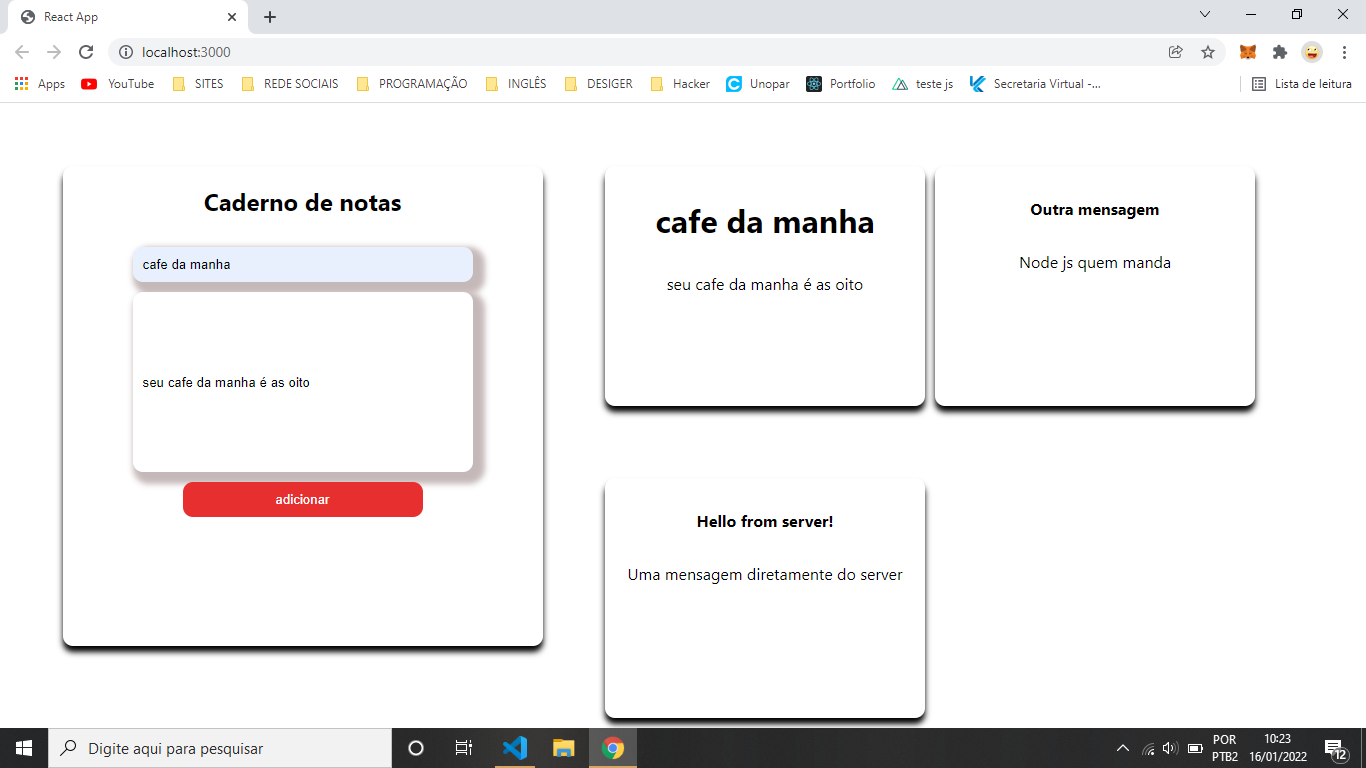 React App
localhost:3000
Apps YouTube SITES REDE SOCIAIS PROGRAMAÇÃO INGLÊS DESIGER Hacker Unopar Portfolio teste js Secretaria Virtual -... Lista de leitura
Caderno de notas
cafe da manha
seu cafe da manha é as oito
adicionar
cafe da manha
seu cafe da manha é as oito
Outra mensagem
Node js quem manda
Hello from server!
Uma mensagem diretamente do server
Digite aqui para pesquisar
POR
PTB2
10:23
16/01/2022
12